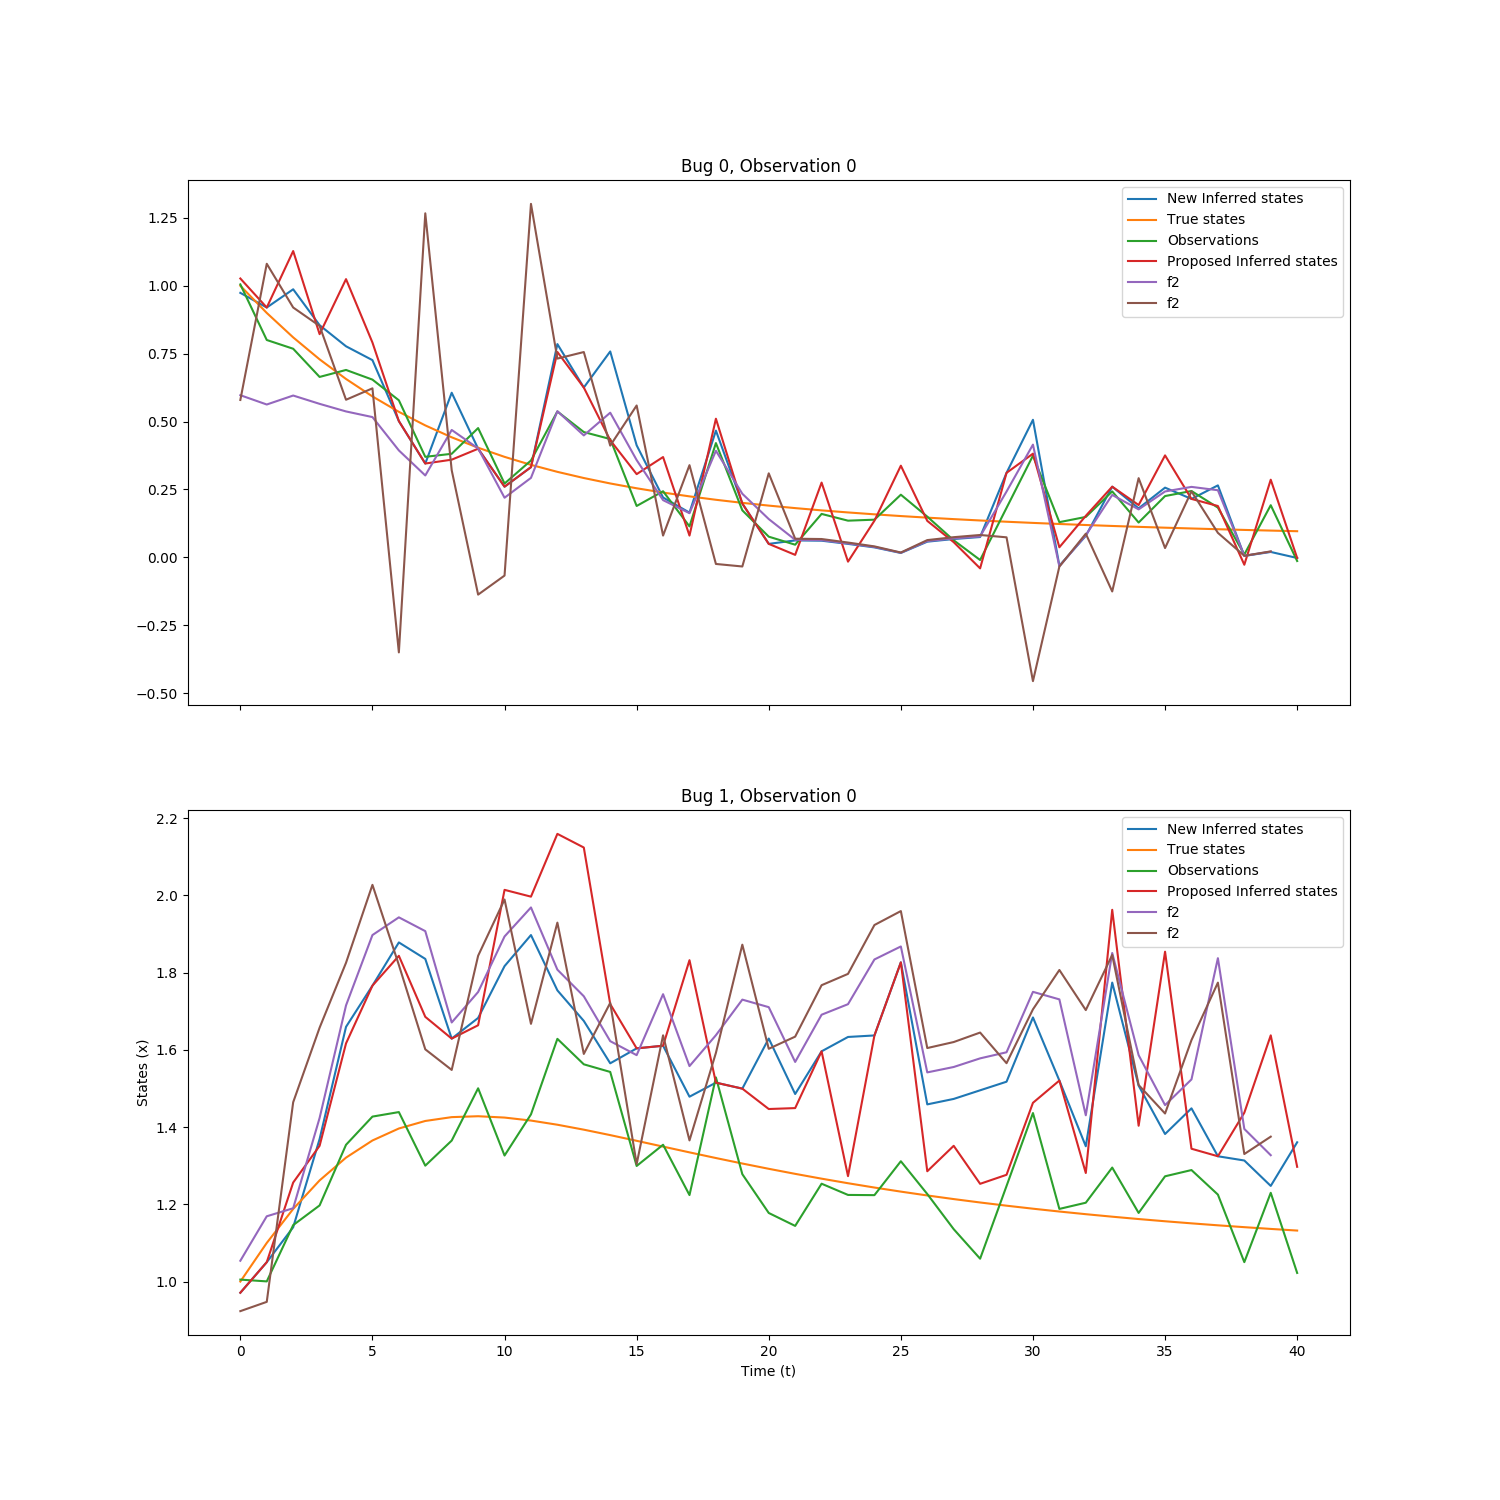 Bug 0, Observation 0
New Inferred states
True states
Observations
Proposed Inferred states
f2
f2
1.25
1.00
0.75
0.50
0.25
0.00
−0.25
−0.50
Bug 1, Observation 0
New Inferred states
True states
Observations
Proposed Inferred states
f2
f2
2.2
2.0
1.8
1.6
1.4
1.2
1.0
States (x)
0 5 10 15 20 25 30 35 40
Time (t)